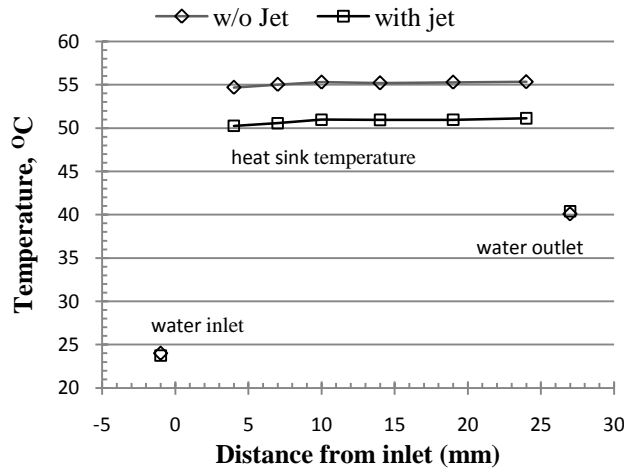 w/o Jet with jet
60
55
50
45
40
35
30
25
20
Temperature, OC
heat sink temperature
water outlet
water inlet
-5 0 5 10 15 20 25 30
Distance from inlet (mm)